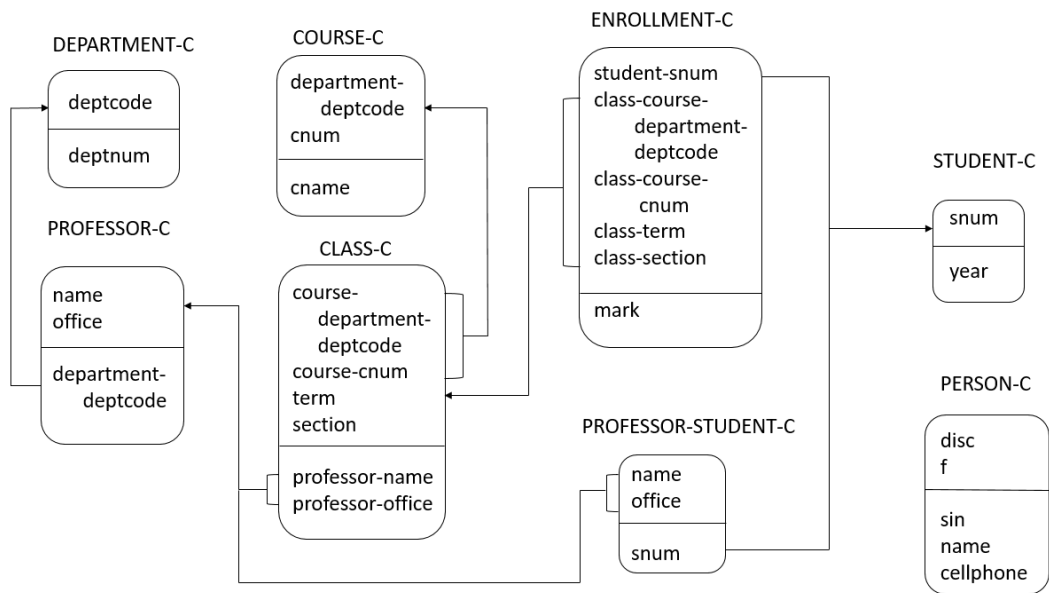 DEPARTMENT-C
deptcode
deptnum
COURSE-C
department-
deptcode
cnum
cname
ENROLLMENT-C
student-snum
class-course-
department-
deptcode
class-course-
cnum
class-term
class-section
mark
STUDENT-C
snum
year
PROFESSOR-C
name
office
department-
deptcode
CLASS-C
course-
department-
deptcode
course-cnum
term
section
professor-name
professor-office
PROFESSOR-STUDENT-C
name
office
snum
PERSON-C
disc
f
sin
name
cellphone